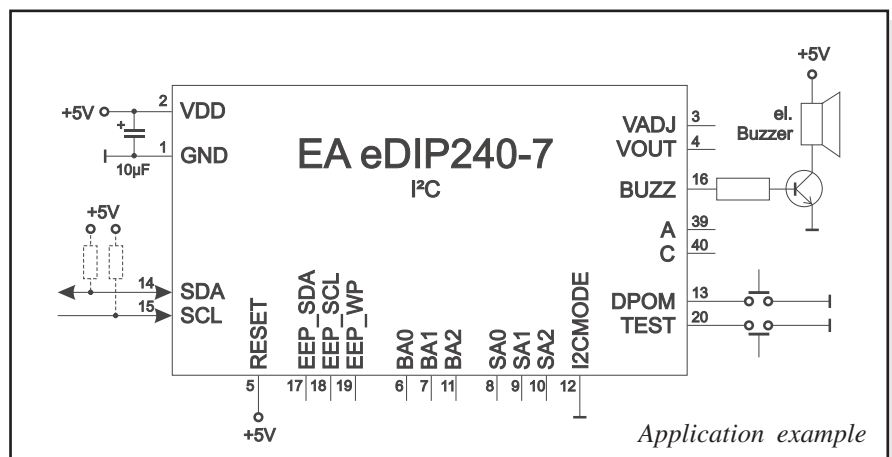 +5V
+5V
2
VDD
1
GND
+
10µF
EA eDIP240-7
I²C
VADJ
3
VOUT
4
el.
Buzzer
BUZZ
16
A
39
C
40
+5V
14
SDA
15
SCL
DPOM
13
TEST
20
RESET
EEP_SDA
EEP_SCL
EEP_WP
BA0
BA1
BA2
SA0
SA1
SA2
I2CMODE
5
17
18
19
6
7
11
8
9
10
12
+5V
Application example